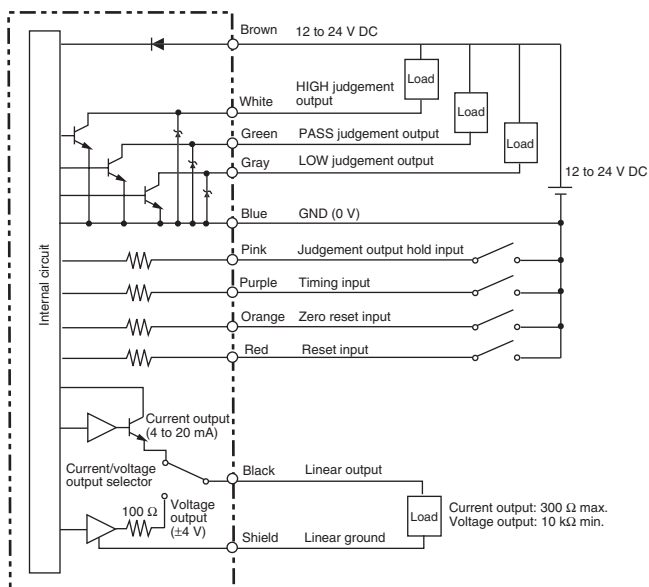 Brown 12 to 24 V DC
Load
HIGH judgement
output
White
Load
Green PASS judgement output
Load
Gray LOW judgement output
12 to 24 V DC
Blue GND (0 V)
Internal circuit
Pink Judgement output hold input
Purple Timing input
Orange Zero reset input
Red Reset input
Current output
(4 to 20 mA)
Current/voltage
output selector
Black Linear output
100 Ω
Voltage
output
(±4 V)
Load
Current output: 300 Ω max.
Voltage output: 10 kΩ min.
Shield Linear ground